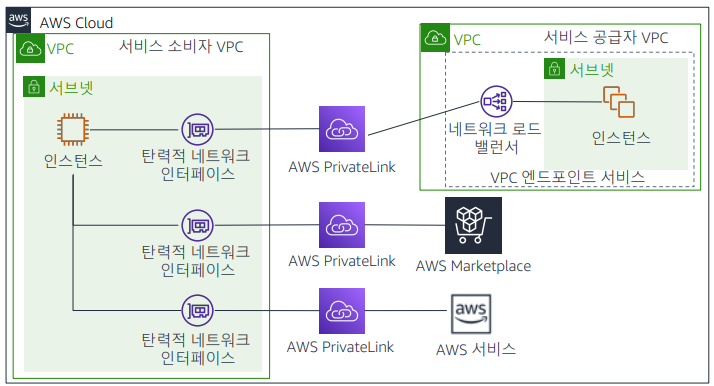 aws
AWS Cloud
VPC
서비스 소비자 VPC
서브넷
인스턴스
탄력적 네트워크
인터페이스
AWS PrivateLink
VPC
서비스 공급자 VPC
서브넷
네트워크 로드
밸런서
인스턴스
VPC 엔드포인트 서비스
탄력적 네트워크
인터페이스
AWS PrivateLink
AWS Marketplace
탄력적 네트워크
인터페이스
AWS PrivateLink
aws
AWS 서비스